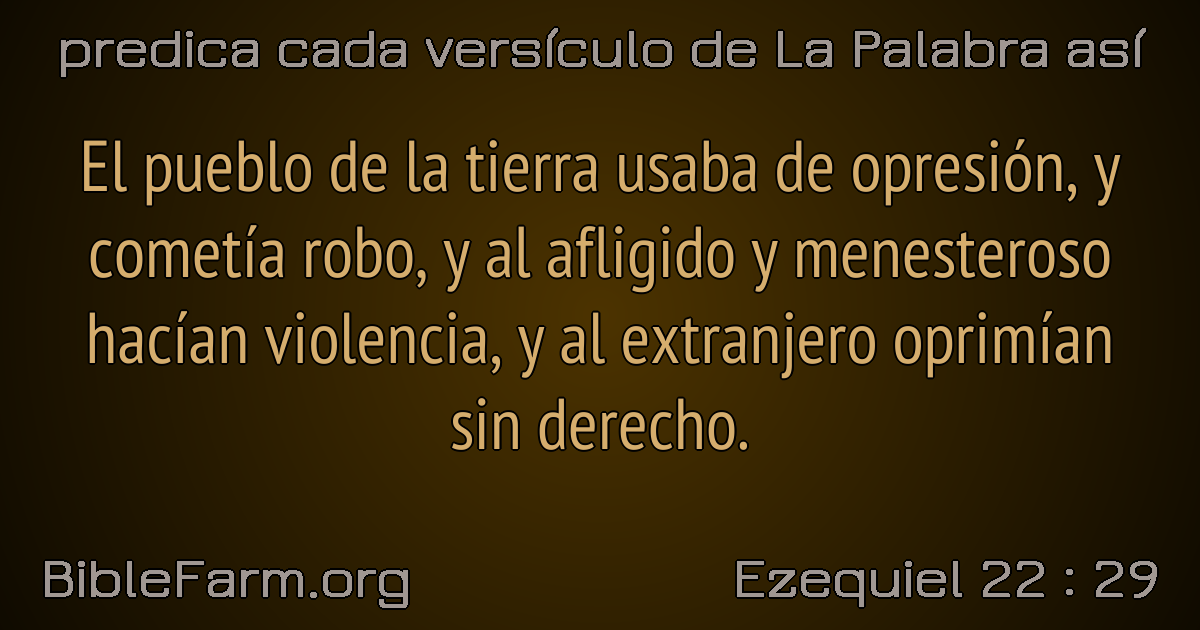 predica cada versículo de La Palabra así
El pueblo de la tierra usaba de opresión, y
cometía robo, y al afligido y menesteroso
hacían violencia, y al extranjero oprimían
sin derecho.
BibleFarm.org
Ezequiel 22 : 29